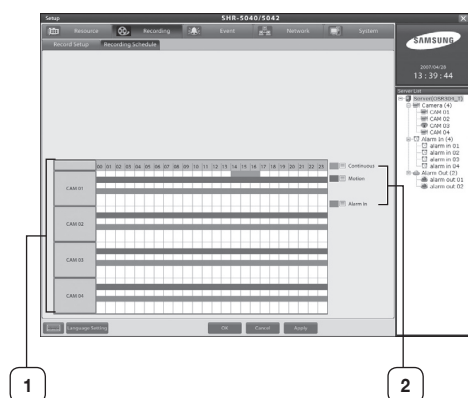 Setup
SHR-5040/5042
Resource Recording Event Network System
Record Setup Recording Schedule
SAMSUNG
2007/04/28
13 : 39 : 44
Server List
Camera (4)
CAM 01
CAM 02
CAM 03
CAM 04
Alarm In (4)
alarm in 01
alarm in 02
alarm in 03
alarm in 04
Alarm Out (2)
alarm out 01
alarm out 02
00 01 02 03 04 05 06 07 08 09 10 11 12 13 14 15 16 17 18 19 20 21 22 23
Continuous
Motion
Alarm in
CAM 01
CAM 02
CAM 03
CAM 04
Language Setting
OK Cancel Apply
1
2